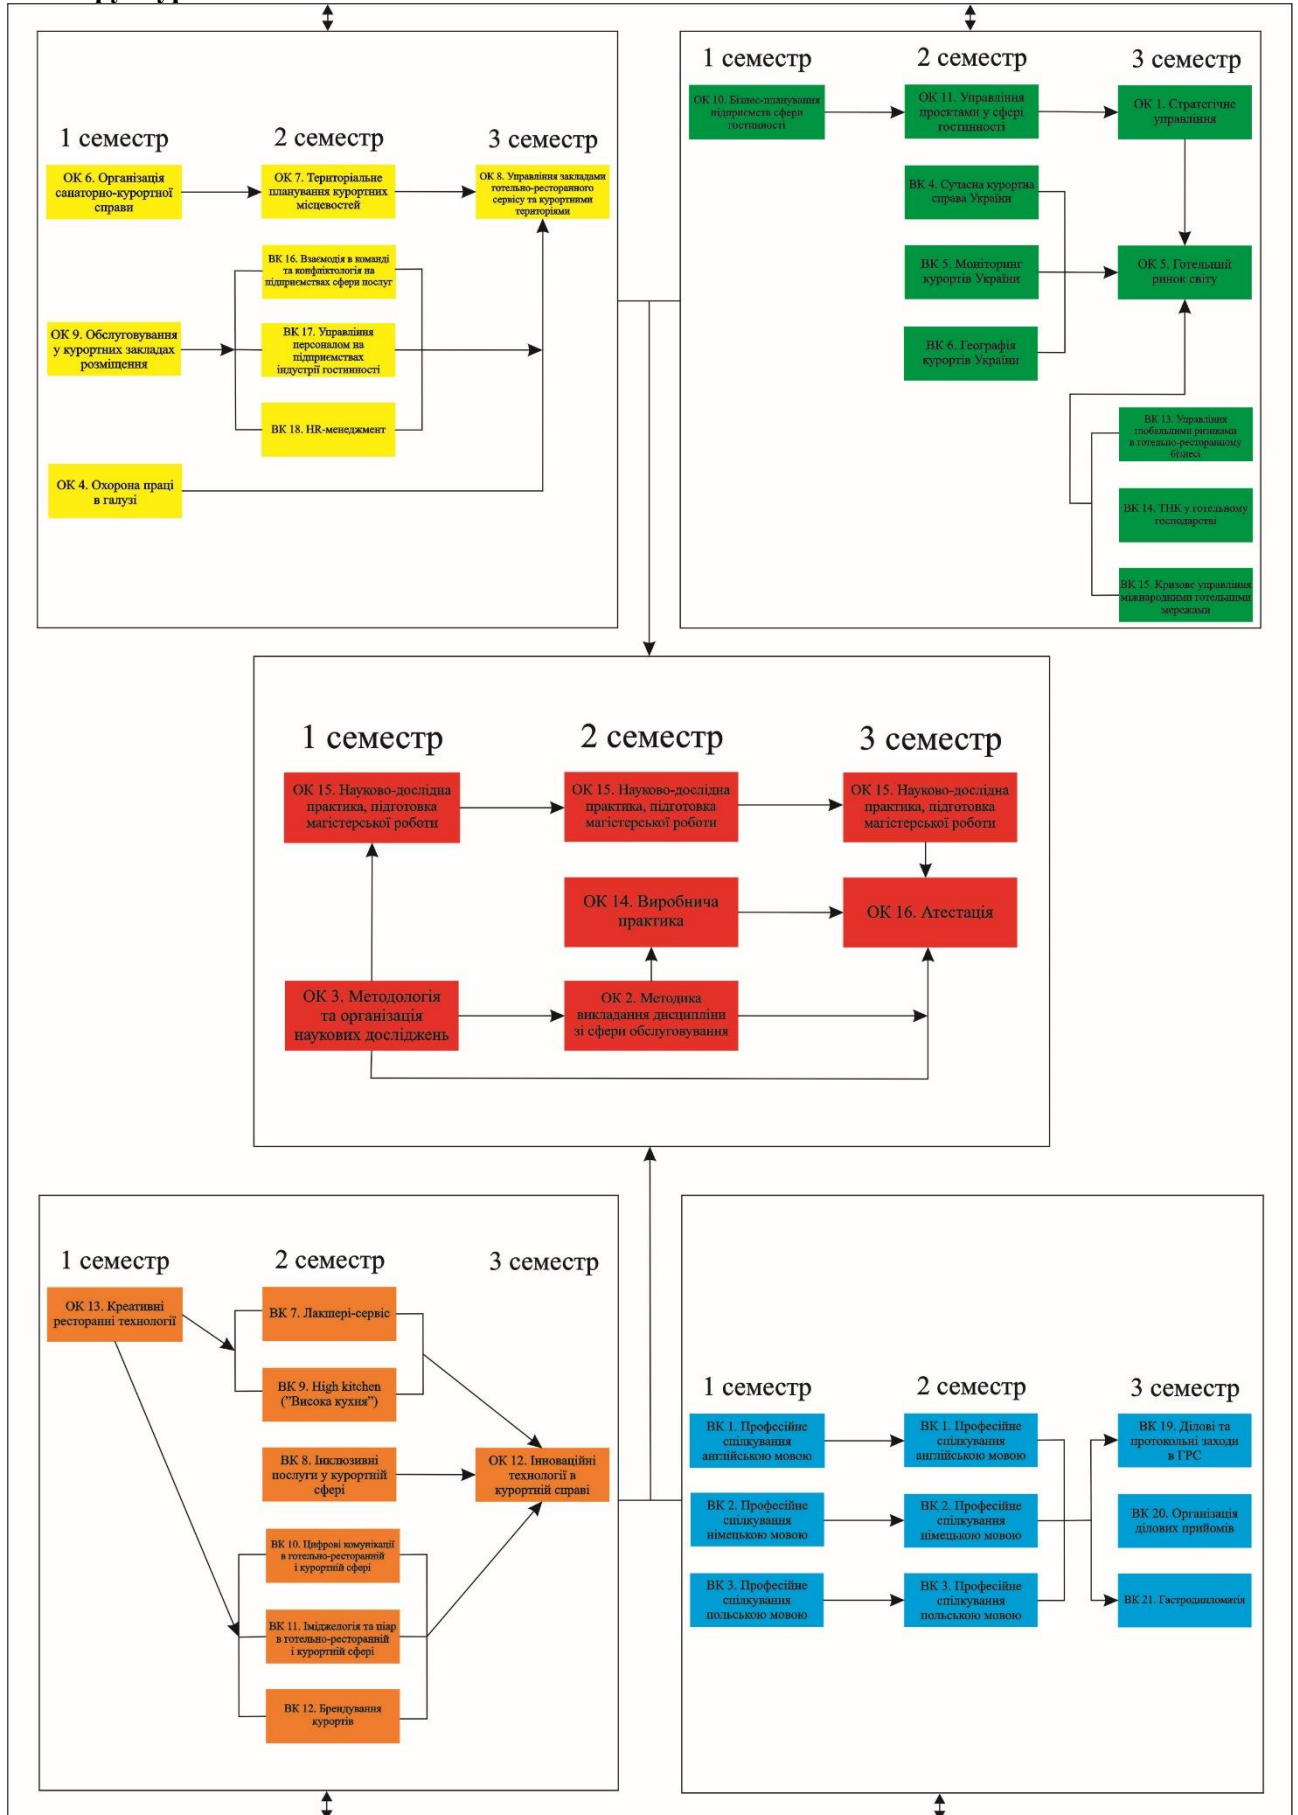 1 семестр
2 семестр
3 семестр
ОК 6. Організація
санаторно-курортної
справи
ОК 7. Територіальне
планування курортних
місцевостей
ОК 8. Управління закладами
готельно-ресторанного
сервісу та курортними
територіями
ВК 16. Взаємодія в команді
та конфліктологія на
підприємствах сфери послуг
ОК 9. Обслуговування
у курортних закладах
розміщення
ВК 17. Управління
персоналом на
підприємствах
індустрії гостинності
ВК 18. HR-менеджмент
ОК 4. Охорона праці
в галузі
1 семестр
2 семестр
3 семестр
ОК 10. Бізнес-планування
підприємств сфери
гостинності
ОК 11. Управління
проєктами у сфері
гостинності
ОК 1. Стратегічне
управління
ВК 4. Сучасна курортна
справа України
ВК 5. Моніторинг
курортів України
ОК 5. Готельний
ринок світу
ВК 6. Географія
курортів України
ВК 13. Управління
глобальними ризиками
в готельно-ресторанному
бізнесі
ВК 14. ТНК у готельному
господарстві
ВК 15. Кризове управління
міжнародними готельними
мережами
1 семестр
2 семестр
3 семестр
ОК 15. Науково-дослідна
практика, підготовка
магістерської роботи
ОК 15. Науково-дослідна
практика, підготовка
магістерської роботи
ОК 15. Науково-дослідна
практика, підготовка
магістерської роботи
ОК 14. Виробнича
практика
ОК 16. Атестація
ОК 3. Методологія
та організація
наукових досліджень
ОК 2. Методика
викладання дисципліни
зі сфери обслуговування
1 семестр
2 семестр
3 семестр
ОК 13. Креативні
ресторанні технології
ВК 7. Лакшері-сервіс
ВК 9. High kitchen
("Висока кухня")
ВК 8. Інклюзивні
послуги у курортній
сфері
ОК 12. Інноваційні
технології в
курортній справі
ВК 10. Цифрові комунікації
в готельно-ресторанній
і курортній сфері
ВК 11. Іміджелогія та піар
в готельно-ресторанній
і курортній сфері
ВК 12. Брендування
курортів
1 семестр
2 семестр
3 семестр
ВК 1. Професійне
спілкування
англійською мовою
ВК 1. Професійне
спілкування
англійською мовою
ВК 19. Ділові та
протокольні заходи
в ГРС
ВК 2. Професійне
спілкування
німецькою мовою
ВК 2. Професійне
спілкування
німецькою мовою
ВК 20. Організація
ділових прийомів
ВК 3. Професійне
спілкування
польською мовою
ВК 3. Професійне
спілкування
польською мовою
ВК 21. Гастродипломатія